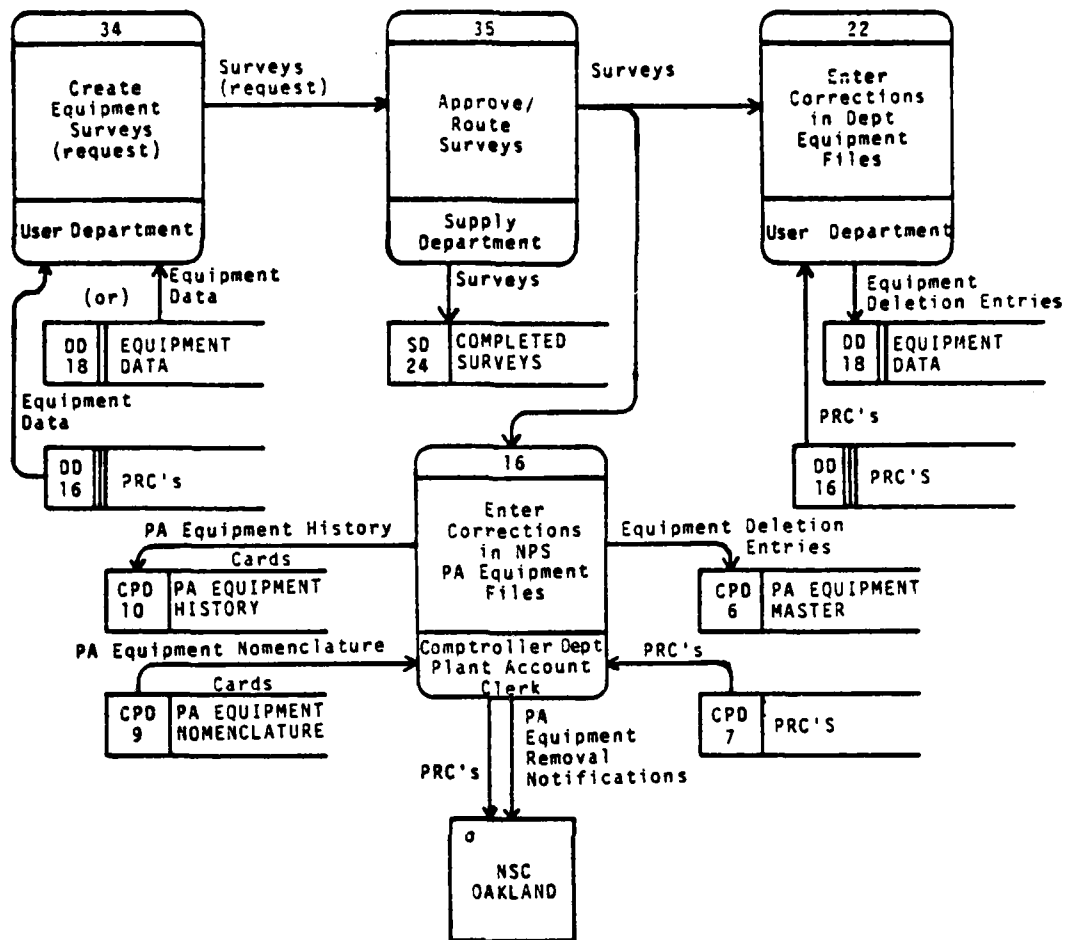 34
Create
Equipment
Surveys
(request)
User Department
Surveys
(request)
35
Approve/
Route
Surveys
Supply
Department
Surveys
22
Enter
Corrections
in Dept
Equipment
Files
User Department
Equipment
Data
(or)
DD
18
EQUIPMENT
DATA
Equipment
Data
DD
16
PRC's
Surveys
SD
24
COMPLETED
SURVEYS
Equipment
Deletion Entries
DD
18
EQUIPMENT
DATA
PRC's
DD
16
PRC'S
16
Enter
Corrections
in NPS
PA Equipment
Files
Comptroller Dept
Plant Account
Clerk
PA Equipment History
Cards
CPD
10
PA EQUIPMENT
HISTORY
Equipment Deletion
Entries
CPD
6
PA EQUIPMENT
MASTER
PA Equipment Nomenclature
Cards
CPD
9
PA EQUIPMENT
NOMENCLATURE
PRC's
CPD
7
PRC'S
PRC's
PA
Equipment
Removal
Notifications
a
NSC
OAKLAND